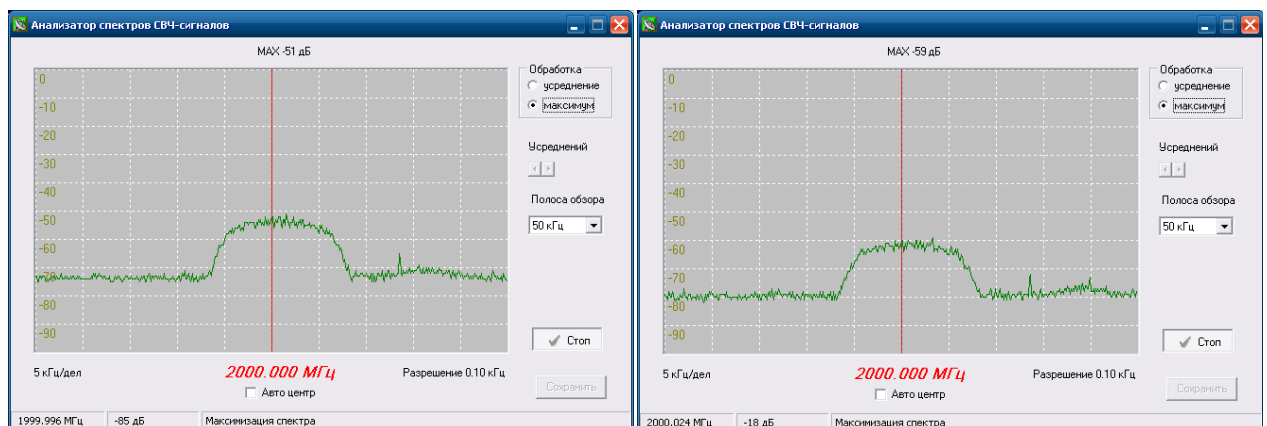 Анализатор спектров СВЧ-сигналов
MAX -51 дБ
0
-10
-20
-30
-40
-50
-60
-70
-80
-90
Обработка
усреднение
максимум
Усреднений
Полоса обзора
50 кГц
Стоп
5 кГц/дел
2000.000 МГц
Разрешение 0.10 кГц
Авто центр
Сохранить
1999.996 МГц
-85 дБ
Максимизация спектра
Анализатор спектров СВЧ-сигналов
MAX -59 дБ
0
-10
-20
-30
-40
-50
-60
-70
-80
-90
Обработка
усреднение
максимум
Усреднений
Полоса обзора
50 кГц
Стоп
5 кГц/дел
2000.000 МГц
Разрешение 0.10 кГц
Авто центр
Сохранить
2000.024 МГц
-18 дБ
Максимизация спектра